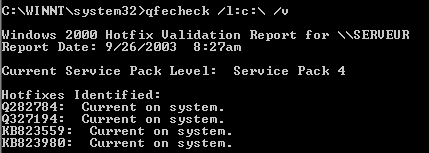 C:\WINNT\system32>qfecheck /l:c:\ /v
Windows 2000 Hotfix Validation Report for \\SERVEUR
Report Date: 9/26/2003  8:27am
Current Service Pack Level:  Service Pack 4
Hotfixes Identified:
Q282784:  Current on system.
Q327194:  Current on system.
KB823559:  Current on system.
KB823980:  Current on system.